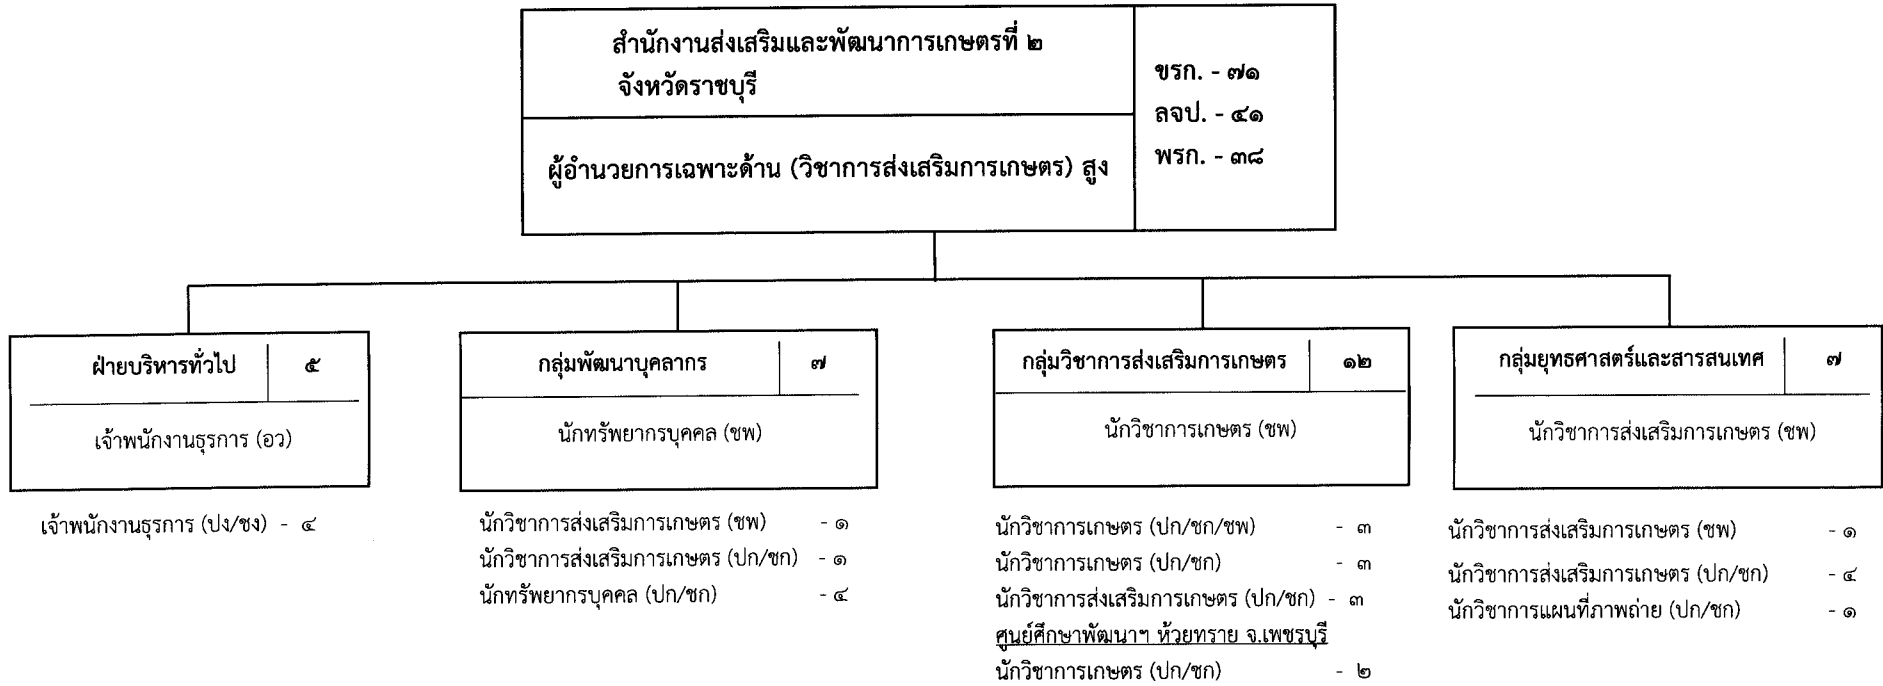 สำนักงานส่งเสริมและพัฒนาการเกษตรที่ ๒
จังหวัดราชบุรี
ผู้อำนวยการเฉพาะด้าน (วิชาการส่งเสริมการเกษตร) สูง
ขรก. - ๗๑
ลจป. - ๔๑
พรก. - ๓๘
ฝ่ายบริหารทั่วไป ๕
เจ้าพนักงานธุรการ (อว)
เจ้าพนักงานธุรการ (ปง/ชง) - ๔
กลุ่มพัฒนาบุคลากร ๗
นักทรัพยากรบุคคล (ชพ)
นักวิชาการส่งเสริมการเกษตร (ชพ) - ๑
นักวิชาการส่งเสริมการเกษตร (ปก/ชก) - ๑
นักทรัพยากรบุคคล (ปก/ชก) - ๔
กลุ่มวิชาการส่งเสริมการเกษตร ๑๒
นักวิชาการเกษตร (ชพ)
นักวิชาการเกษตร (ปก/ชก/ชพ) - ๓
นักวิชาการเกษตร (ปก/ชก) - ๓
นักวิชาการส่งเสริมการเกษตร (ปก/ชก) - ๓
ศูนย์ศึกษาพัฒนาฯ ห้วยทราย จ.เพชรบุรี
นักวิชาการเกษตร (ปก/ชก) - ๒
กลุ่มยุทธศาสตร์และสารสนเทศ ๗
นักวิชาการส่งเสริมการเกษตร (ชพ)
นักวิชาการส่งเสริมการเกษตร (ชพ) - ๑
นักวิชาการส่งเสริมการเกษตร (ปก/ชก) - ๔
นักวิชาการแผนที่ภาพถ่าย (ปก/ชก) - ๑